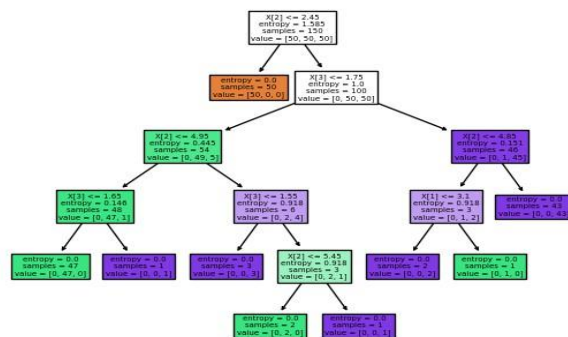 X[2] <= 2.45
entropy = 1.585
samples = 150
value = [50, 50, 50]
entropy = 0.0
samples = 50
value = [50, 0, 0]
X[3] <= 1.75
entropy = 1.0
samples = 100
value = [0, 50, 50]
X[2] <= 4.95
entropy = 0.445
samples = 54
value = [0, 49, 5]
X[2] <= 4.85
entropy = 0.151
samples = 46
value = [0, 1, 45]
X[3] <= 1.65
entropy = 0.146
samples = 48
value = [0, 47, 1]
X[3] <= 1.55
entropy = 0.918
samples = 6
value = [0, 2, 4]
X[1] <= 3.1
entropy = 0.918
samples = 3
value = [0, 1, 2]
entropy = 0.0
samples = 43
value = [0, 0, 43]
entropy = 0.0
samples = 47
value = [0, 47, 0]
entropy = 0.0
samples = 1
value = [0, 0, 1]
entropy = 0.0
samples = 3
value = [0, 0, 3]
X[2] <= 5.45
entropy = 0.918
samples = 3
value = [0, 2, 1]
entropy = 0.0
samples = 2
value = [0, 0, 2]
entropy = 0.0
samples = 1
value = [0, 1, 0]
entropy = 0.0
samples = 2
value = [0, 2, 0]
entropy = 0.0
samples = 1
value = [0, 0, 1]